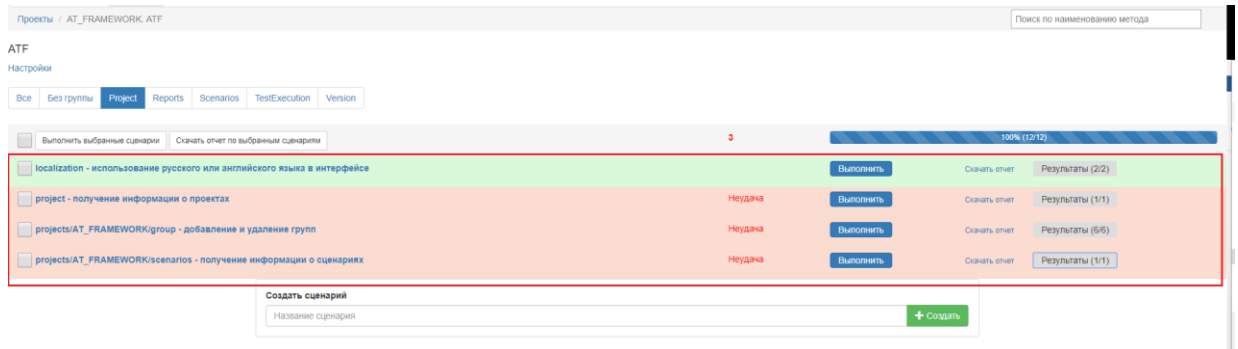 Проекты / AT_FRAMEWORK. ATF
Поиск по наименованию метода
ATF
Настройки
Все Без группы Project Reports Scenarios TestExecution Version
Выполнить выбранные сценарии Скачать отчет по выбранным сценариям 3 100% (12/12)
localization - использование русского или английского языка в интерфейсе Выполнить Скачать отчет Результаты (2/2)
project - получение информации о проектах Неудача Выполнить Скачать отчет Результаты (1/1)
projects/AT_FRAMEWORK/group - добавление и удаление групп Неудача Выполнить Скачать отчет Результаты (6/6)
projects/AT_FRAMEWORK/scenarios - получение информации о сценариях Неудача Выполнить Скачать отчет Результаты (1/1)
Создать сценарий
Название сценария + Создать